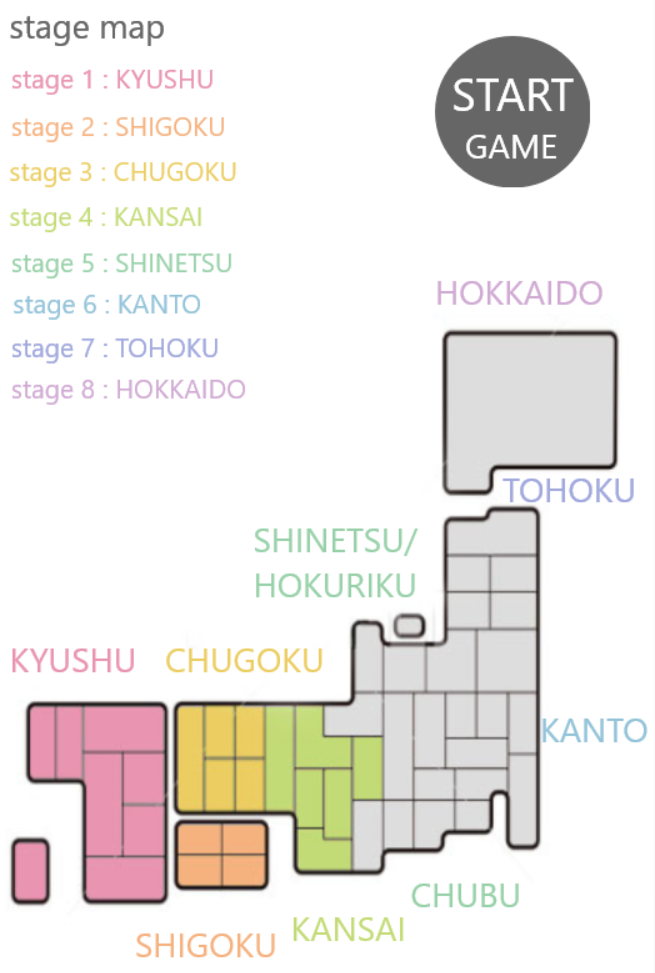 stage map
stage 1 : KYUSHU
stage 2 : SHIGOKU
stage 3 : CHUGOKU
stage 4 : KANSAI
stage 5 : SHINETSU
stage 6 : KANTO
stage 7 : TOHOKU
stage 8 : HOKKAIDO
START
GAME
HOKKAIDO
TOHOKU
SHINETSU/
HOKURIKU
KYUSHU
CHUGOKU
KANTO
CHUBU
KANSAI
SHIGOKU